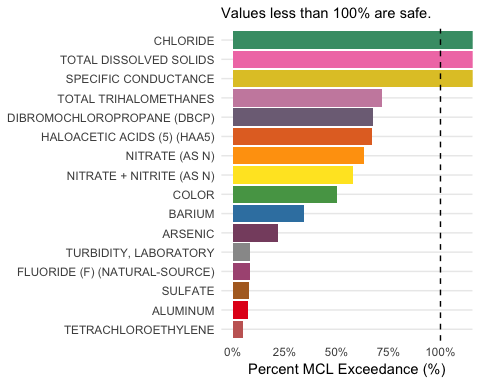 Values less than 100% are safe.
CHLORIDE
TOTAL DISSOLVED SOLIDS
SPECIFIC CONDUCTANCE
TOTAL TRIHALOMETHANES
DIBROMOCHLOROPROPANE (DBCP)
HALOACETIC ACIDS (5) (HAA5)
NITRATE (AS N)
NITRATE + NITRITE (AS N)
COLOR
BARIUM
ARSENIC
TURBIDITY, LABORATORY
FLUORIDE (F) (NATURAL-SOURCE)
SULFATE
ALUMINUM
TETRACHLOROETHYLENE
0% 25% 50% 75% 100%
Percent MCL Exceedance (%)